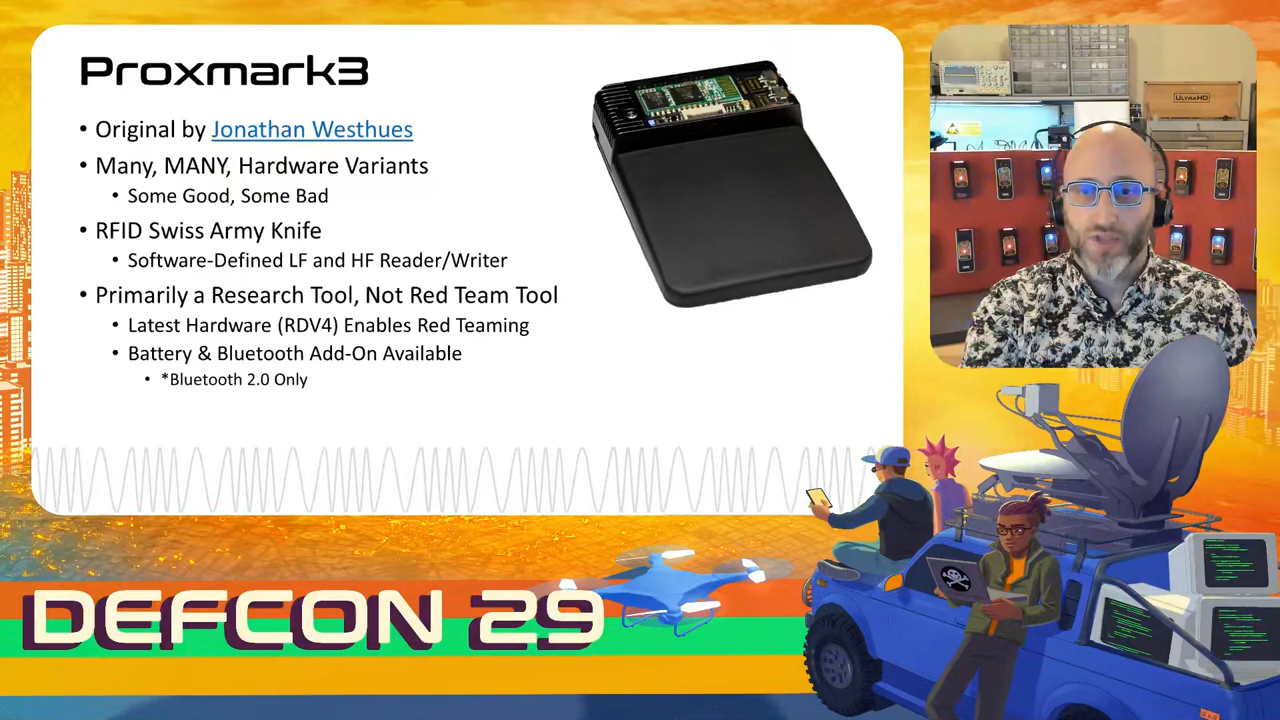 Proxmark3
• Original by Jonathan Westhues
• Many, MANY, Hardware Variants
• Some Good, Some Bad
• RFID Swiss Army Knife
• Software-Defined LF and HF Reader/Writer
• Primarily a Research Tool, Not Red Team Tool
• Latest Hardware (RDV4) Enables Red Teaming
• Battery & Bluetooth Add-On Available
• *Bluetooth 2.0 Only
ULTRAHD
DEFCON 29